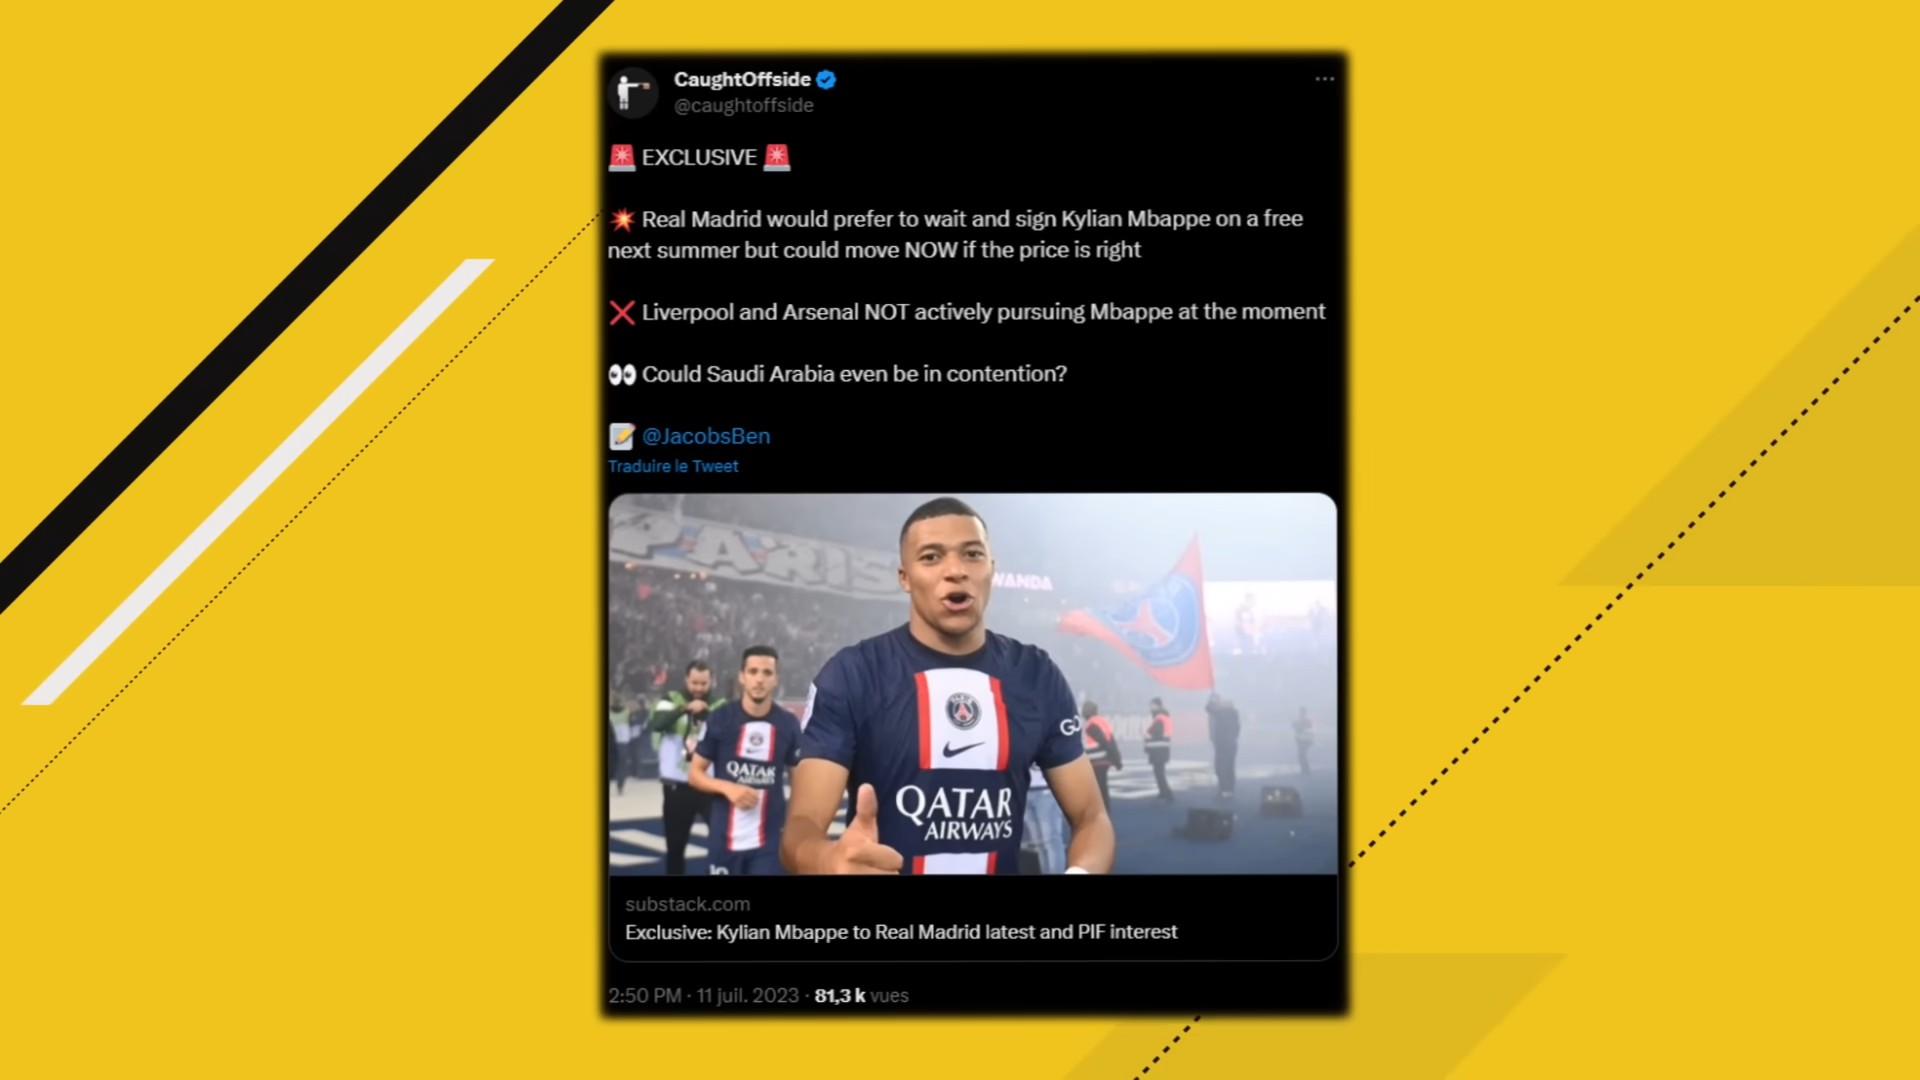 CaughtOffside
@caughtoffside
🚨 EXCLUSIVE 🚨
💥 Real Madrid would prefer to wait and sign Kylian Mbappe on a free
next summer but could move NOW if the price is right
❌ Liverpool and Arsenal NOT actively pursuing Mbappe at the moment
👀 Could Saudi Arabia even be in contention?
📝 @JacobsBen
Traduire le Tweet
PARIS
WANDA
GO
QATAR
AIRWAYS
QATAR
AIRWAYS
substack.com
Exclusive: Kylian Mbappe to Real Madrid latest and PIF interest
2:50 PM · 11 juil. 2023 · 81,3 k vues